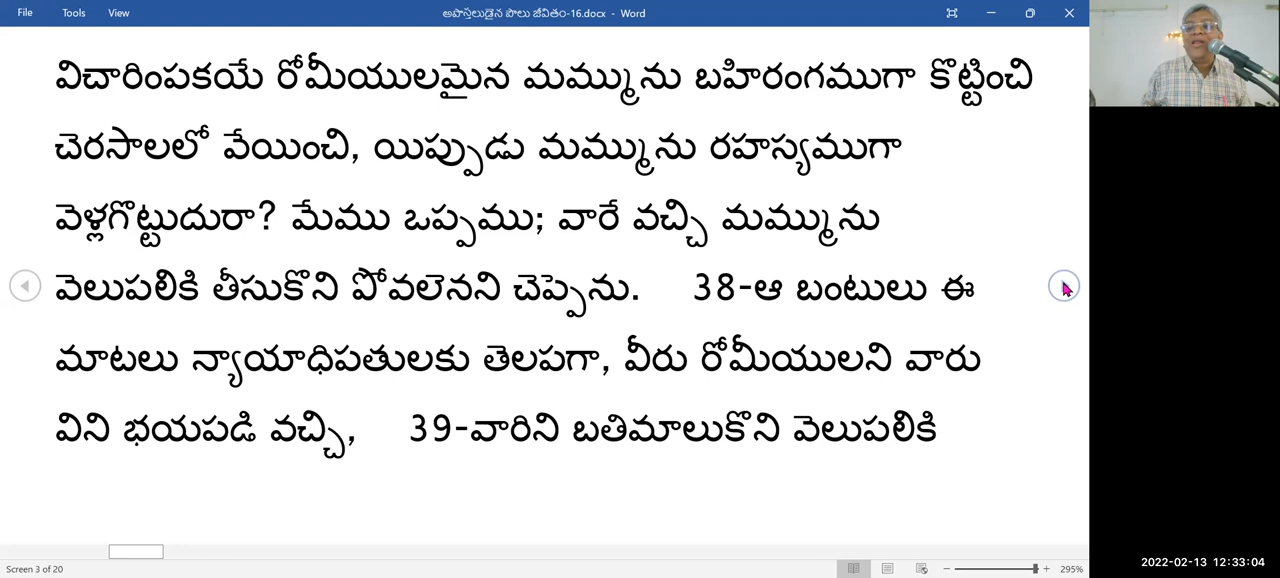 File Tools View అపొస్తలుడైన పౌలు జీవితం-16.docx - Word
విచారింపకయే రోమీయులమైన మమ్మును బహిరంగముగా కొట్టించి
చెరసాలలో వేయించి, యిప్పుడు మమ్మును రహస్యముగా
వెళ్లగొట్టుదురా? మేము ఒప్పము; వారే వచ్చి మమ్మును
వెలుపలికి తీసుకొని పోవలెనని చెప్పెను. 38-ఆ బంటులు ఈ
మాటలు న్యాయాధిపతులకు తెలపగా, వీరు రోమీయులని వారు
విని భయపడి వచ్చి, 39-వారిని బతిమాలుకొని వెలుపలికి
Screen 3 of 20 295%
2022-02-13 12:33:04